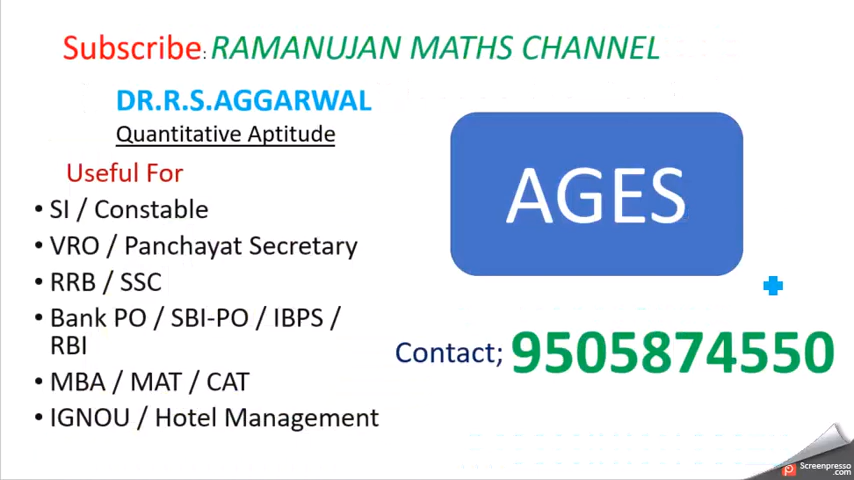 Subscribe: RAMANUJAN MATHS CHANNEL
DR.R.S.AGGARWAL
Quantitative Aptitude
Useful For
• SI / Constable
• VRO / Panchayat Secretary
• RRB / SSC
• Bank PO / SBI-PO / IBPS /
RBI
• MBA / MAT / CAT
• IGNOU / Hotel Management
AGES
Contact; 9505874550
Screenpresso
.com